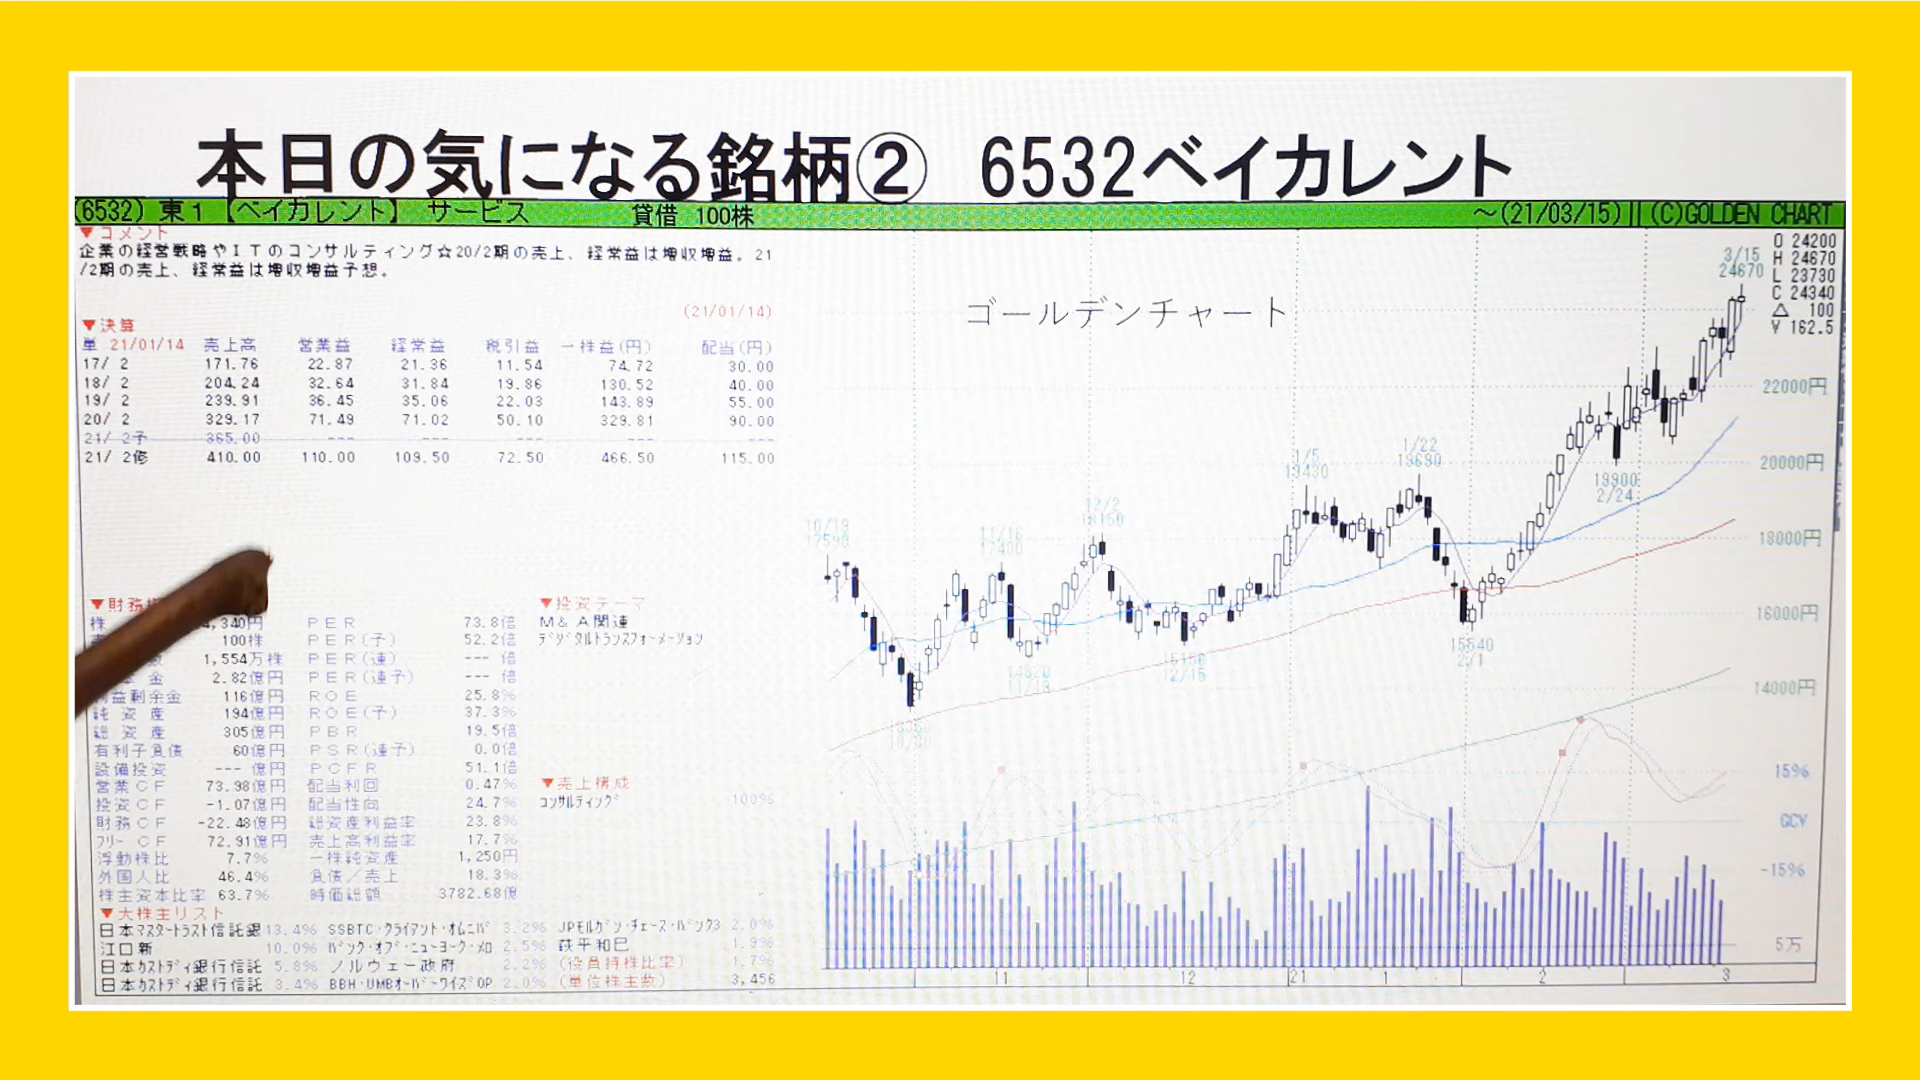 本日の気になる銘柄② 6532ベイカレント
(6532) 東1 【ベイカレント】 サービス 貸借 100株 ～(21/03/15) (C)GOLDEN CHART
▼コメント
企業の経営戦略やITのコンサルティング☆20/2期の売上、経常益は増収増益。21
/2期の売上、経常益は増収増益予想。
(21/01/14)
▼決算
単 21/01/14 売上高 営業益 経常益 税引益 一株益(円) 配当(円)
17/ 2 171.76 22.87 21.36 11.54 74.72 30.00
18/ 2 204.24 32.64 31.84 19.86 130.52 40.00
19/ 2 239.91 36.45 35.06 22.03 143.89 55.00
20/ 2 329.17 71.49 71.02 50.10 329.81 90.00
21/ 2予 365.00 --- --- --- --- ---
21/ 2修 410.00 110.00 109.50 72.50 466.50 115.00
▼財務
株 4,340円 PER 73.8倍
100株 PER(予) 52.2倍
数 1,554万株 PER(連) --- 倍
金 2.82億円 PER(連予) --- 倍
利益剰余金 116億円 ROE 25.8%
純資産 194億円 ROE(予) 37.3%
総資産 305億円 PBR 19.5倍
有利子負債 60億円 PSR(連予) 0.0倍
設備投資 --- 億円 PCFR 51.1倍
営業CF 73.98億円 配当利回 0.47%
投資CF -1.07億円 配当性向 24.7%
財務CF -22.48億円 総資産利益率 23.8%
フリーCF 72.91億円 売上高利益率 17.7%
浮動株比 7.7% 一株純資産 1,250円
外国人比 46.4% 負債/売上 18.3%
株主資本比率 63.7% 時価総額 3782.68億
▼投資テーマ
M&A関連
デジタルトランスフォーメーション
▼売上構成
コンサルティング 100%
▼大株主リスト
日本マスタートラスト信託銀 13.4% SSBTC・クライアント・オムニバ 3.2% JPモルガン・チェース・バンク3 2.0%
江口新 10.0% バンク・オブ・ニューヨーク・メロ 2.5% 萩平和巳 1.9%
日本カストディ銀行信託 5.8% ノルウェー政府 2.2% (役員持株比率) 1.7%
日本カストディ銀行信託 3.4% BBH・UMBオーバーワイズOP 2.0% (単位株主数) 3,456
ゴールデンチャート
O 24200
H 24670
L 23730
C 24340
△ 100
V 162.5
3/15
24670
10/19
17590
11/16
17400
12/2
18160
1/5
19430
1/22
19690
19900
2/24
15540
2/1
15150
12/15
14820
11/19
22000円
20000円
18000円
16000円
14000円
15%
GCV
-15%
5万
11 12 21 1 2 3